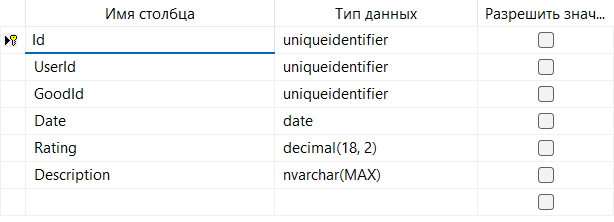 Имя столбца Тип данных Разрешить знач...
Id uniqueidentifier
UserId uniqueidentifier
GoodId uniqueidentifier
Date date
Rating decimal(18, 2)
Description nvarchar(MAX)